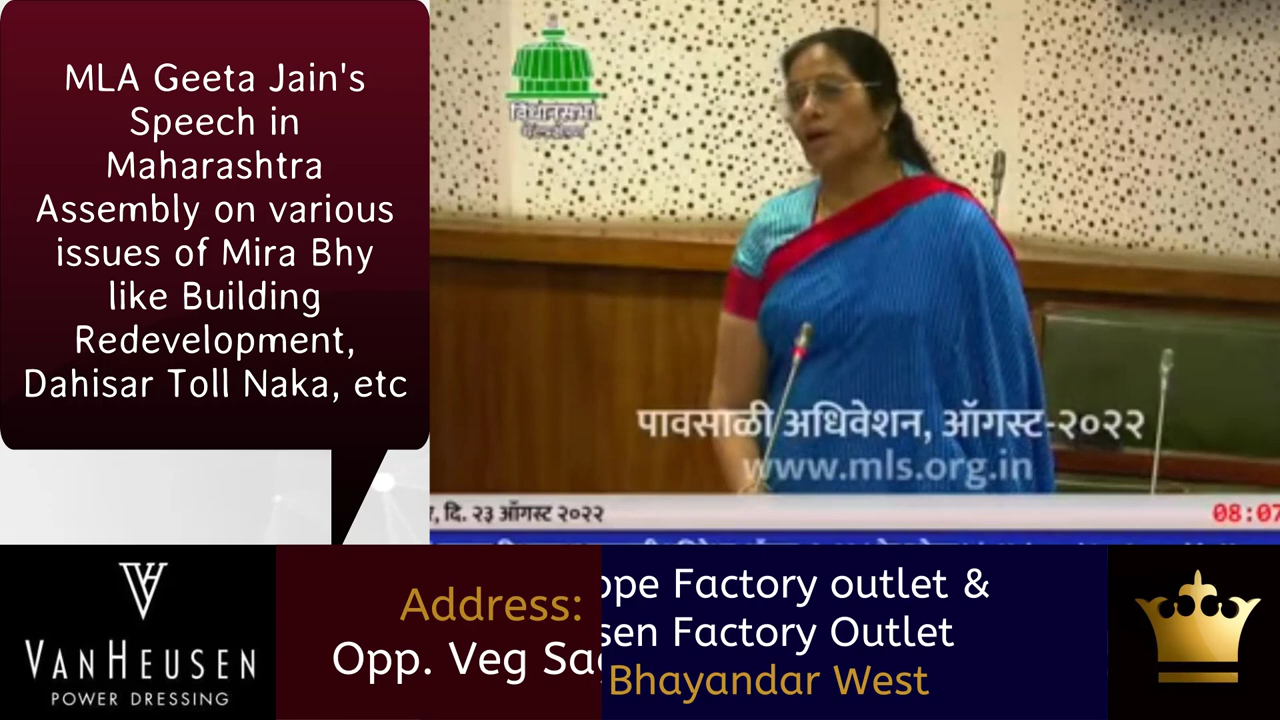 MLA Geeta Jain's
Speech in
Maharashtra
Assembly on various
issues of Mira Bhy
like Building
Redevelopment,
Dahisar Toll Naka, etc
विधानसभा
पावसाळी अधिवेशन, ऑगस्ट-२०२२
www.mls.org.in
, दि. २३ ऑगस्ट २०२२
08:07
VANHEUSEN
POWER DRESSING
Address:
Opp. Veg Sa
ope Factory outlet &
sen Factory Outlet
Bhayandar West